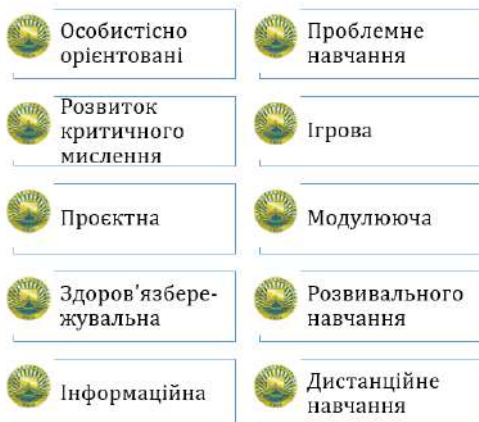 Особистісно
орієнтовані
Проблемне
навчання
Розвиток
критичного
мислення
Ігрова
Проєктна
Модулююча
Здоров'язбере-
жувальна
Розвивального
навчання
Інформаційна
Дистанційне
навчання